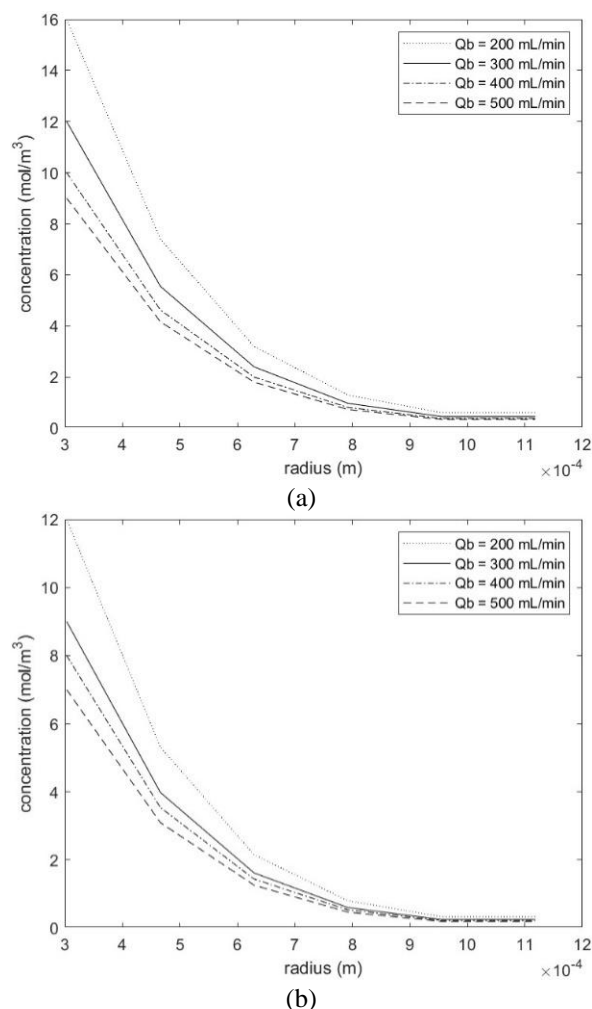 16
14
12
10
8
6
4
2
0
concentration (mol/m³)
Qb = 200 mL/min
Qb = 300 mL/min
Qb = 400 mL/min
Qb = 500 mL/min
3 4 5 6 7 8 9 10 11 12
radius (m)
×10⁻⁴
(a)
12
10
8
6
4
2
0
concentration (mol/m³)
Qb = 200 mL/min
Qb = 300 mL/min
Qb = 400 mL/min
Qb = 500 mL/min
3 4 5 6 7 8 9 10 11 12
radius (m)
×10⁻⁴
(b)